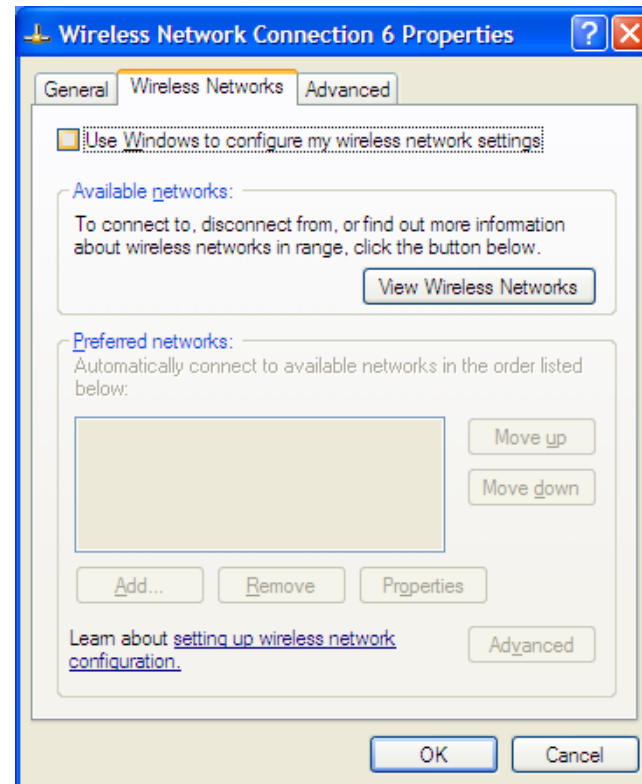 Wireless Network Connection 6 Properties
General Wireless Networks Advanced
Use Windows to configure my wireless network settings
Available networks:
To connect to, disconnect from, or find out more information
about wireless networks in range, click the button below.
View Wireless Networks
Preferred networks:
Automatically connect to available networks in the order listed
below:
Move up
Move down
Add... Remove Properties
Learn about setting up wireless network
configuration.
Advanced
OK Cancel